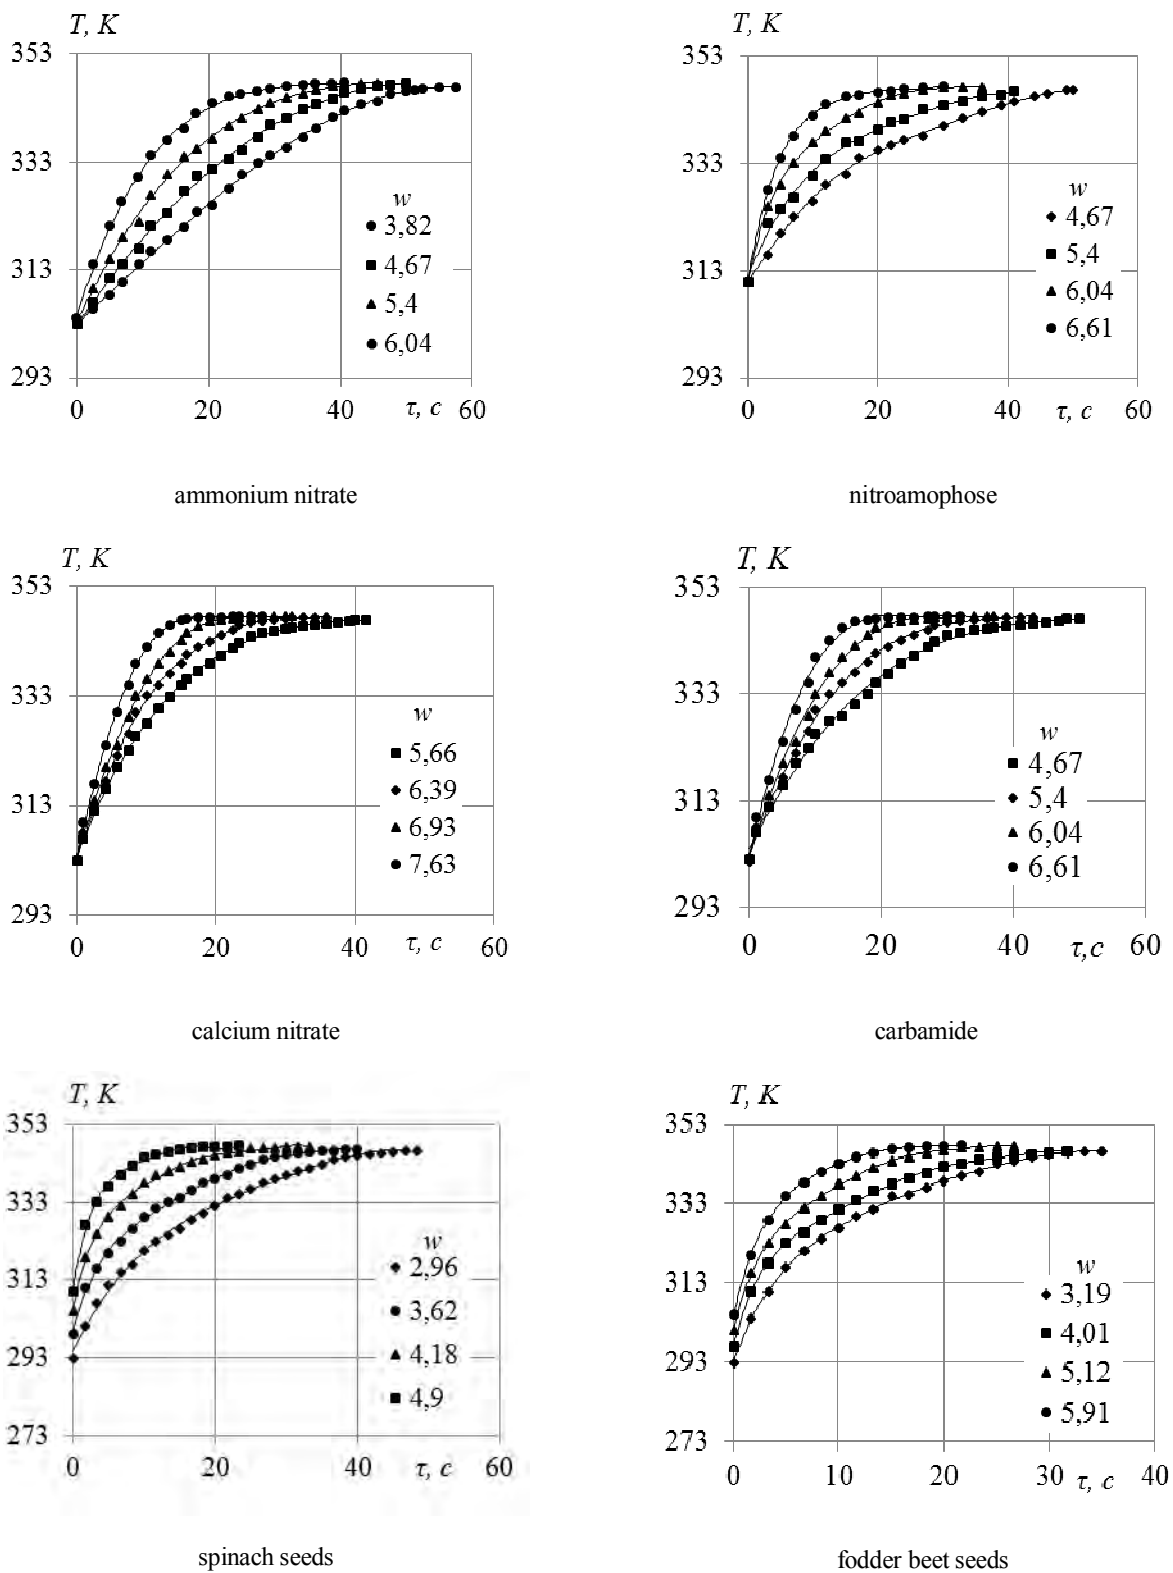 T, K
353
333
313
293
0 20 40 τ, c 60
w
3,82
4,67
5,4
6,04
ammonium nitrate
T, K
353
333
313
293
0 20 40 τ, c 60
w
4,67
5,4
6,04
6,61
nitroamophose
T, K
353
333
313
293
0 20 40 τ, c 60
w
5,66
6,39
6,93
7,63
calcium nitrate
T, K
353
333
313
293
0 20 40 τ,c 60
w
4,67
5,4
6,04
6,61
carbamide
T, K
353
333
313
293
273
0 20 40 τ, c 60
w
2,96
3,62
4,18
4,9
spinach seeds
T, K
353
333
313
293
273
0 10 20 30 τ, c 40
w
3,19
4,01
5,12
5,91
fodder beet seeds